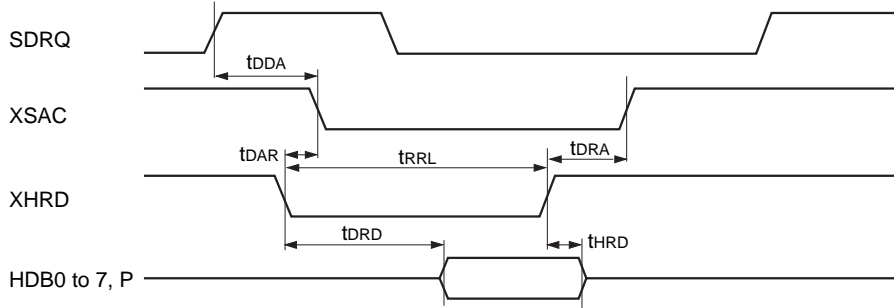 SDRQ
tDDA
XSAC
tDAR
tRRL
tDRA
XHRD
tDRD
tHRD
HDB0 to 7, P